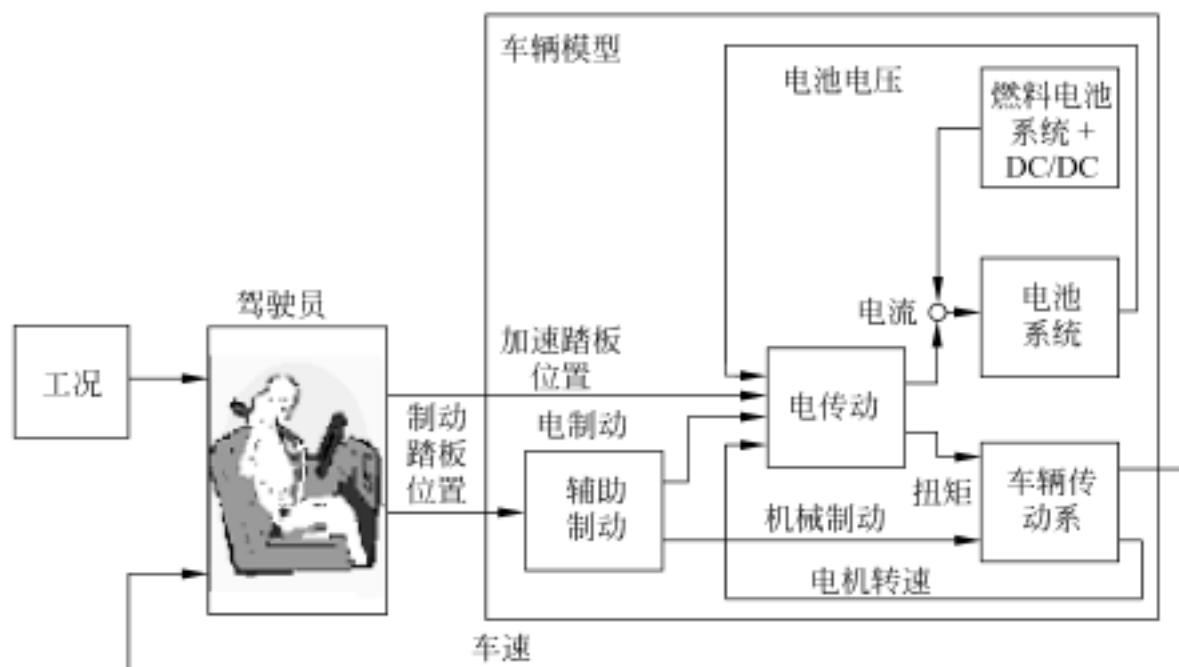 车辆模型
电池电压
燃料电池
系统 +
DC/DC
驾驶员
电流
电池
系统
工况
加速踏板
位置
电传动
制动
踏板
位置
电制动
辅助
制动
扭矩
车辆传
动系
机械制动
电机转速
车速